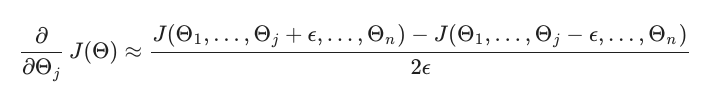 ∂/∂Θ_j J(Θ) ≈ (J(Θ_1, . . . , Θ_j + ϵ, . . . , Θ_n) − J(Θ_1, . . . , Θ_j − ϵ, . . . , Θ_n)) / 2ϵ